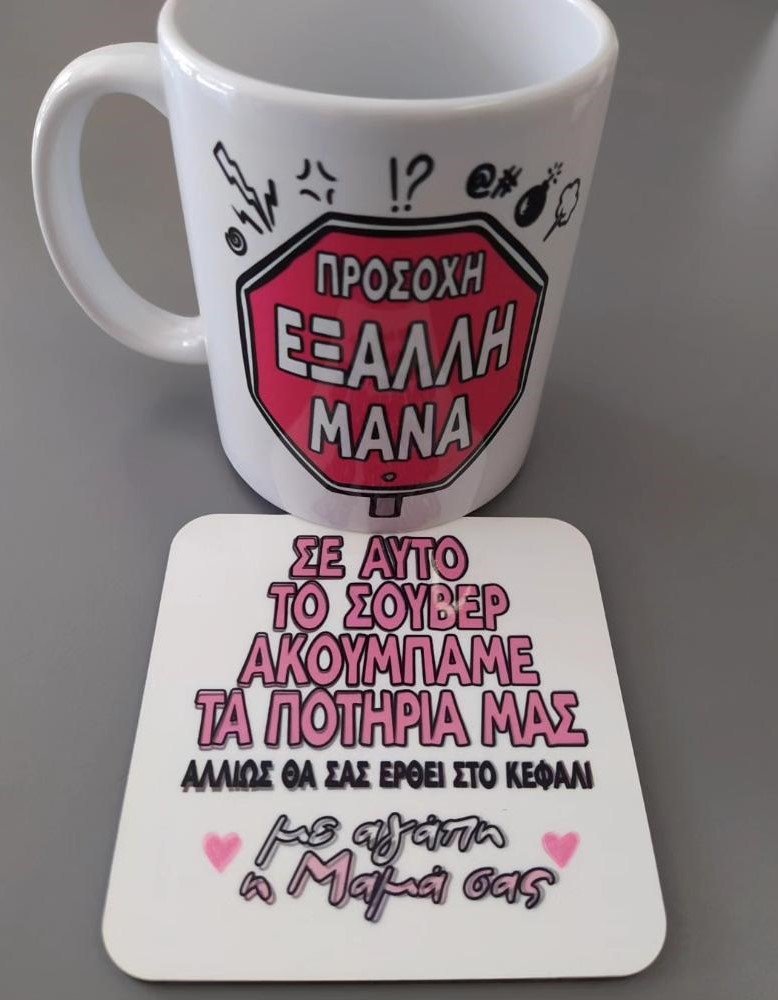 !?
@#
ΠΡΟΣΟΧΗ
ΕΞΑΛΛΗ
ΜΑΝΑ
ΣΕ ΑΥΤΟ
ΤΟ ΣΟΥΒΕΡ
ΑΚΟΥΜΠΑΜΕ
ΤΑ ΠΟΤΗΡΙΑ ΜΑΣ
ΑΛΛΙΩΣ ΘΑ ΣΑΣ ΕΡΘΕΙ ΣΤΟ ΚΕΦΑΛΙ
με αγάπη
η Μαμά σας